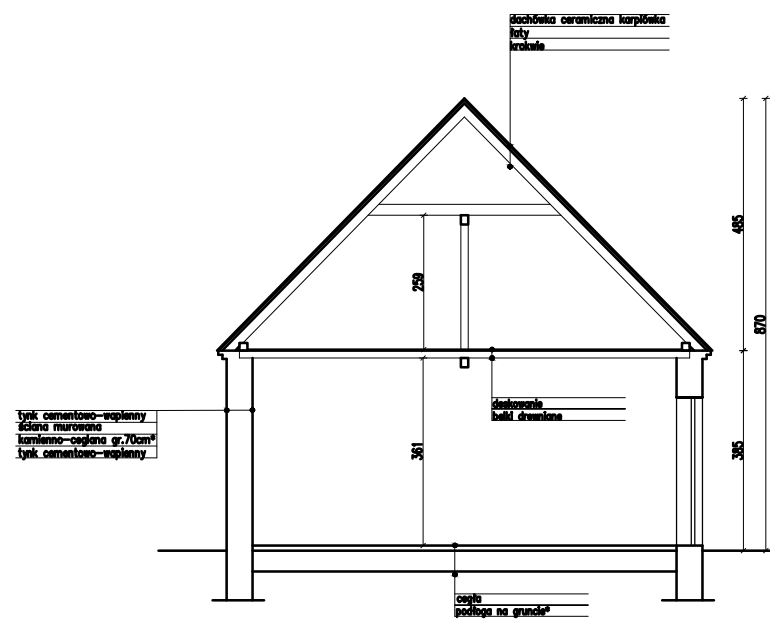 dachówka ceramiczna karpiówka
łaty
krokwie
485
259
870
deskowanie
belki drewniane
tynk cementowo-wapienny
ściana murowana
kamienno-ceglana gr.70cm*
tynk cementowo-wapienny
361
385
cegła
podłoga na gruncie*